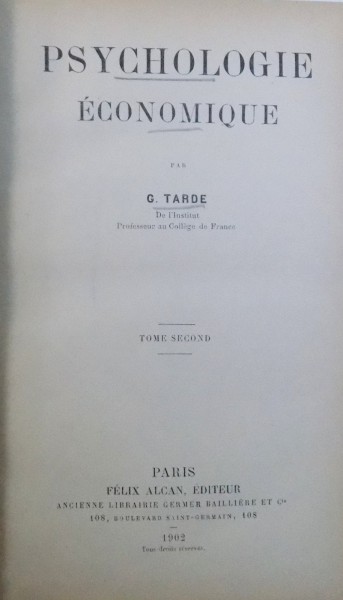 PSYCHOLOGIE
ÉCONOMIQUE
PAR
G. TARDE
De l'Institut
Professeur au Collège de France
TOME SECOND
PARIS
FÉLIX ALCAN, ÉDITEUR
ANCIENNE LIBRAIRIE GERMER BAILLIÈRE ET Cie
108, BOULEVARD SAINT-GERMAIN, 108
1902
Tous droits réservés.